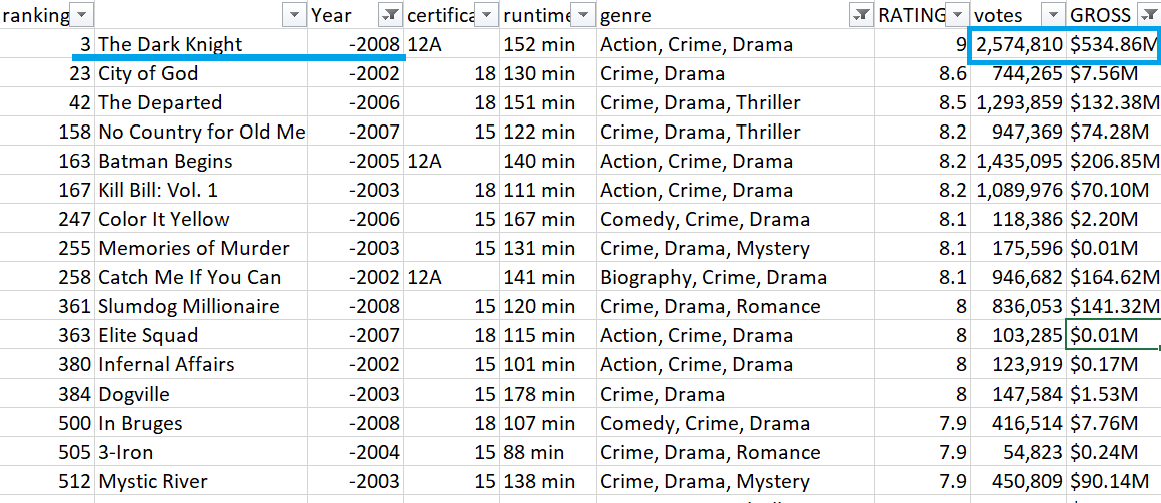 ranking Year certifica runtime genre RATING votes GROSS
3 The Dark Knight -2008 12A 152 min Action, Crime, Drama 9 2,574,810 $534.86M
23 City of God -2002 18 130 min Crime, Drama 8.6 744,265 $7.56M
42 The Departed -2006 18 151 min Crime, Drama, Thriller 8.5 1,293,859 $132.38M
158 No Country for Old Me -2007 15 122 min Crime, Drama, Thriller 8.2 947,369 $74.28M
163 Batman Begins -2005 12A 140 min Action, Crime, Drama 8.2 1,435,095 $206.85M
167 Kill Bill: Vol. 1 -2003 18 111 min Action, Crime, Drama 8.2 1,089,976 $70.10M
247 Color It Yellow -2006 15 167 min Comedy, Crime, Drama 8.1 118,386 $2.20M
255 Memories of Murder -2003 15 131 min Crime, Drama, Mystery 8.1 175,596 $0.01M
258 Catch Me If You Can -2002 12A 141 min Biography, Crime, Drama 8.1 946,682 $164.62M
361 Slumdog Millionaire -2008 15 120 min Crime, Drama, Romance 8 836,053 $141.32M
363 Elite Squad -2007 18 115 min Action, Crime, Drama 8 103,285 $0.01M
380 Infernal Affairs -2002 15 101 min Action, Crime, Drama 8 123,919 $0.17M
384 Dogville -2003 15 178 min Crime, Drama 8 147,584 $1.53M
500 In Bruges -2008 18 107 min Comedy, Crime, Drama 7.9 416,514 $7.76M
505 3-Iron -2004 15 88 min Crime, Drama, Romance 7.9 54,823 $0.24M
512 Mystic River -2003 15 138 min Crime, Drama, Mystery 7.9 450,809 $90.14M